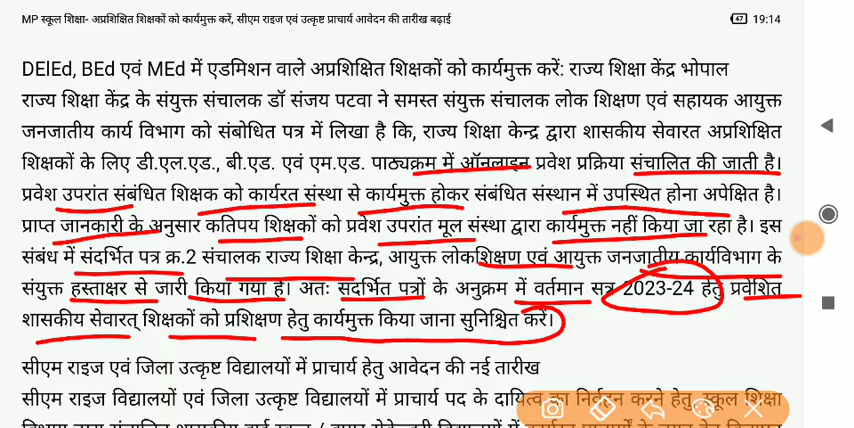 MP स्कूल शिक्षा- अप्रशिक्षित शिक्षकों को कार्यमुक्त करें, सीएम राइज एवं उत्कृष्ट प्राचार्य आवेदन की तारीख बढ़ाई
47 19:14
DElEd, BEd एवं MEd में एडमिशन वाले अप्रशिक्षित शिक्षकों को कार्यमुक्त करें: राज्य शिक्षा केंद्र भोपाल
राज्य शिक्षा केंद्र के संयुक्त संचालक डॉ संजय पटवा ने समस्त संयुक्त संचालक लोक शिक्षण एवं सहायक आयुक्त
जनजातीय कार्य विभाग को संबोधित पत्र में लिखा है कि, राज्य शिक्षा केन्द्र द्वारा शासकीय सेवारत अप्रशिक्षित
शिक्षकों के लिए डी.एल.एड., बी.एड. एवं एम.एड. पाठ्यक्रम में ऑनलाइन प्रवेश प्रक्रिया संचालित की जाती है।
प्रवेश उपरांत संबंधित शिक्षक को कार्यरत संस्था से कार्यमुक्त होकर संबंधित संस्थान में उपस्थित होना अपेक्षित है।
प्राप्त जानकारी के अनुसार कतिपय शिक्षकों को प्रवेश उपरांत मूल संस्था द्वारा कार्यमुक्त नहीं किया जा रहा है। इस
संबंध में संदर्भित पत्र क्र.2 संचालक राज्य शिक्षा केन्द्र, आयुक्त लोकशिक्षण एवं आयुक्त जनजातीय कार्यविभाग के
संयुक्त हस्ताक्षर से जारी किया गया है। अतः संदर्भित पत्रों के अनुक्रम में वर्तमान सत्र 2023-24 हेतु प्रवेशित
शासकीय सेवारत् शिक्षकों को प्रशिक्षण हेतु कार्यमुक्त किया जाना सुनिश्चित करें।
सीएम राइज एवं जिला उत्कृष्ट विद्यालयों में प्राचार्य हेतु आवेदन की नई तारीख
सीएम राइज विद्यालयों एवं जिला उत्कृष्ट विद्यालयों में प्राचार्य पद के दायित्व का निर्वहन करने हेतु स्कूल शिक्षा